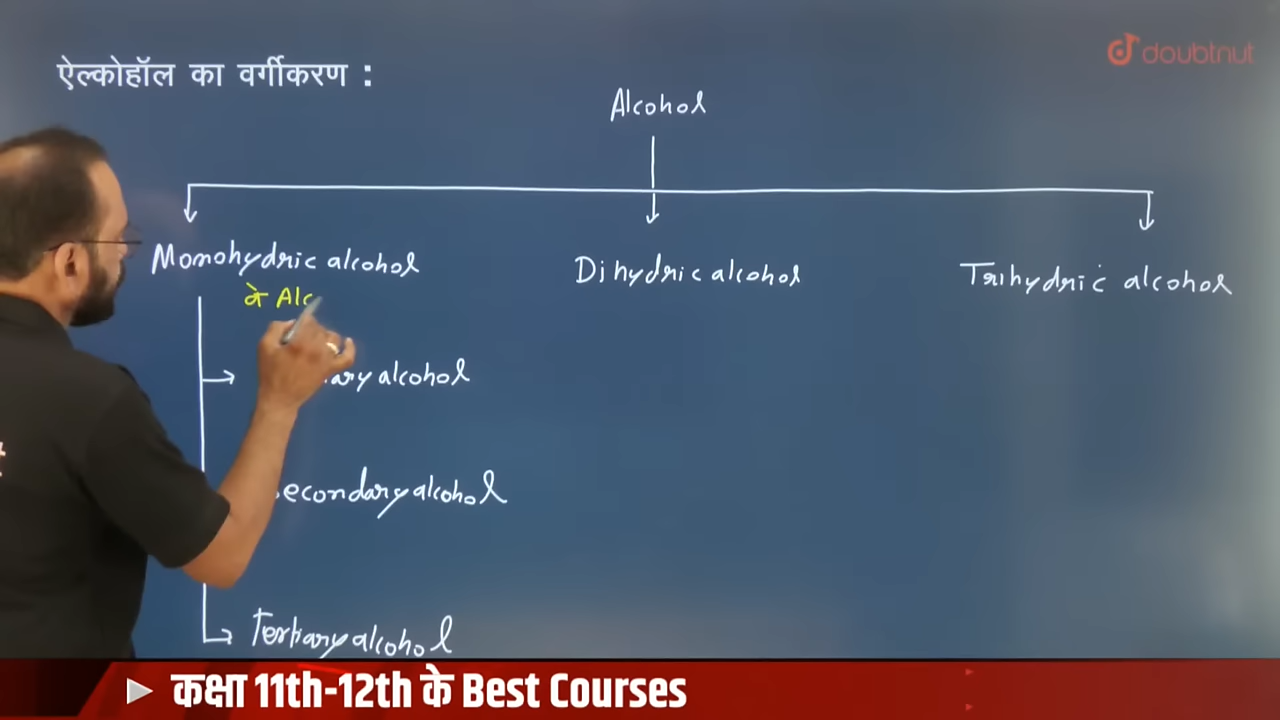 ऐल्कोहॉल का वर्गीकरण :
doubtnut
Alcohol
Monohydric alcohol
Dihydric alcohol
Trihydric alcohol
वे Alc
alcohol
Secondary alcohol
Tertiary alcohol
कक्षा 11th-12th के Best Courses